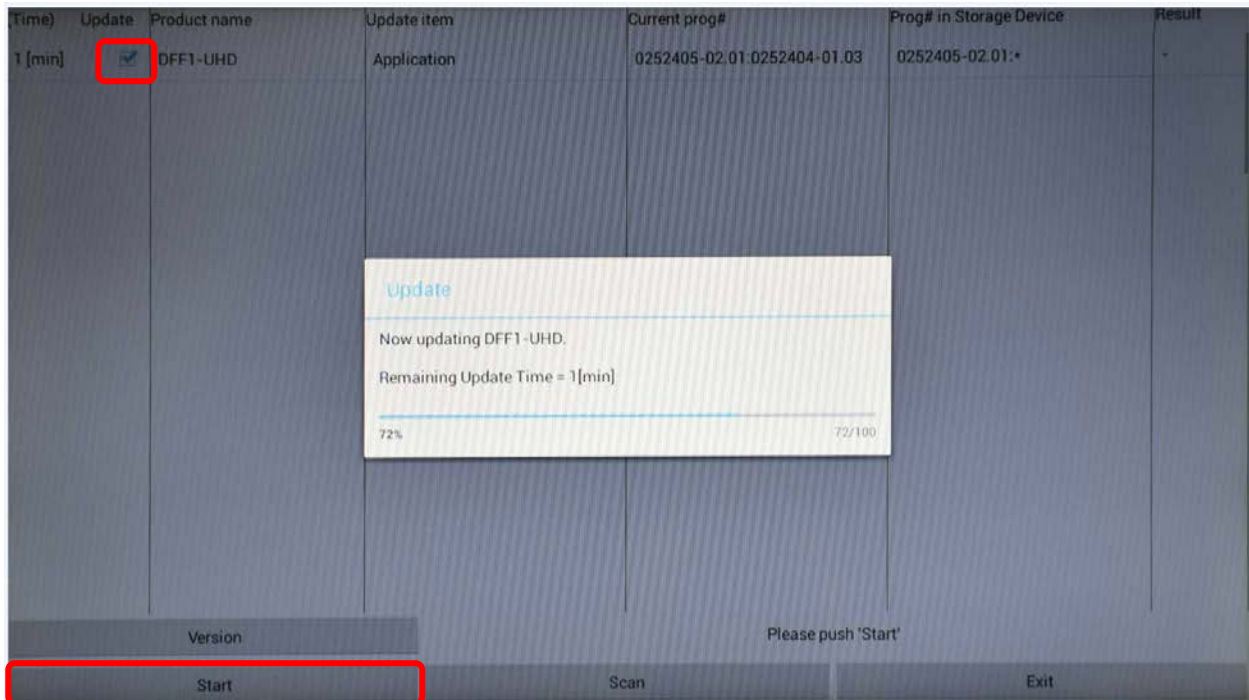 (Time) Update Product name Update item Current prog# Prog# in Storage Device Result
1 [min] DFF1-UHD Application 0252405-02.01:0252404-01.03 0252405-02.01:* -
Update
Now updating DFF1-UHD.
Remaining Update Time = 1[min]
72% 72/100
Version Please push 'Start'
Start Scan Exit